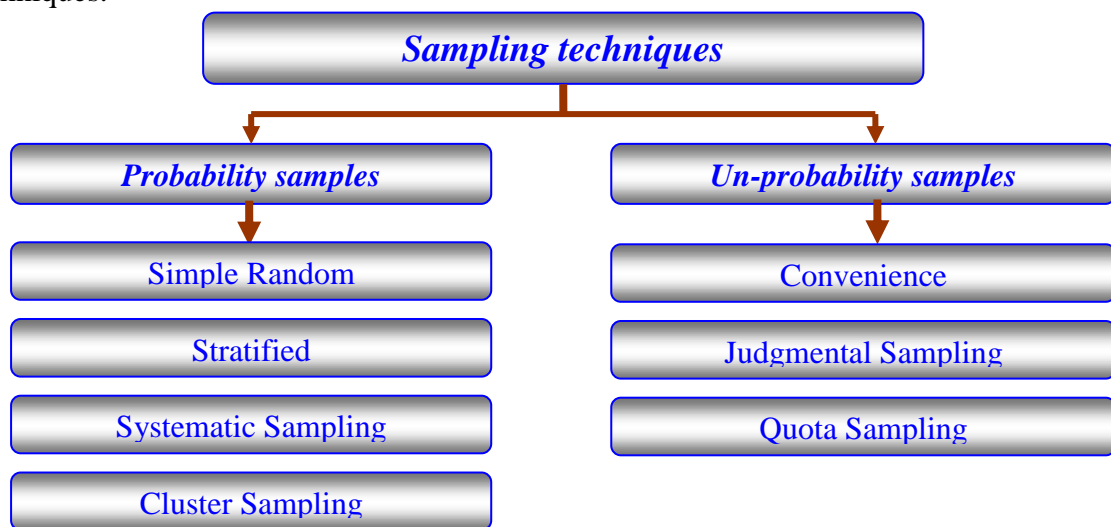 Sampling techniques
Probability samples
Un-probability samples
Simple Random
Convenience
Stratified
Judgmental Sampling
Systematic Sampling
Quota Sampling
Cluster Sampling